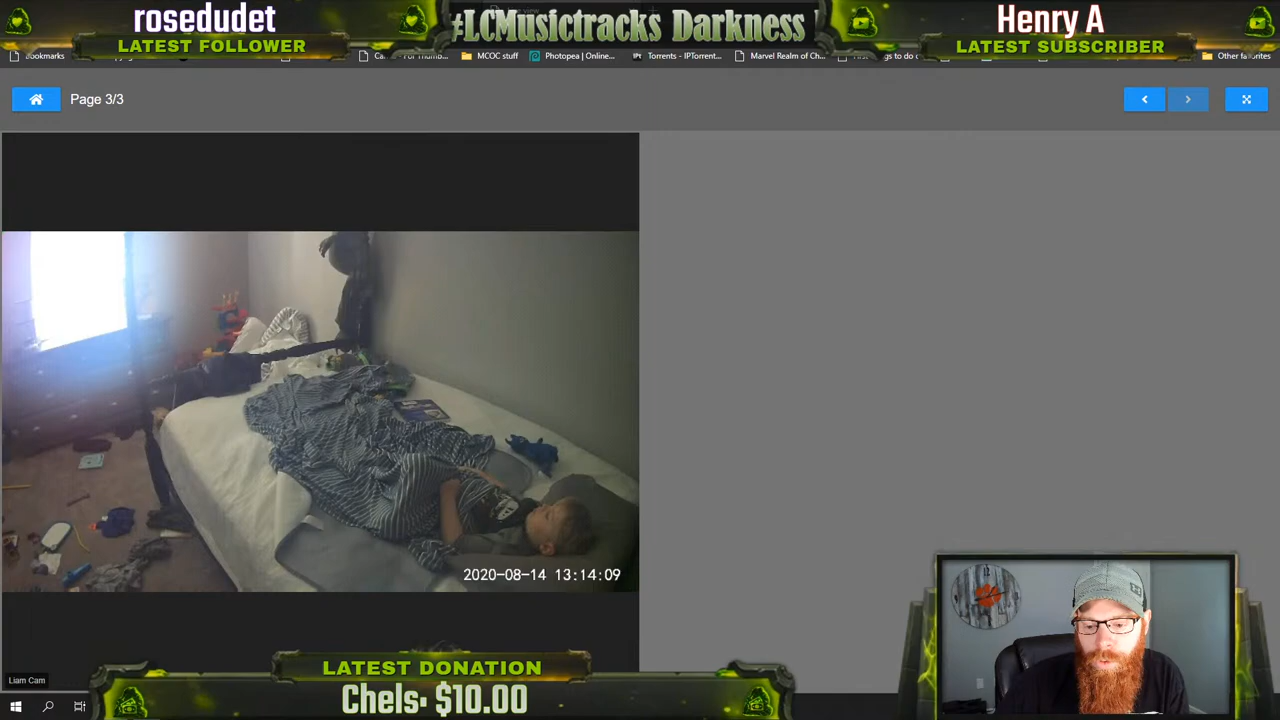 rosedudet
LATEST FOLLOWER
#LCMusictracks Darkness
Henry A
LATEST SUBSCRIBER
Bookmarks
MCOC stuff
Photopea | Online...
Torrents - IPTorrent...
Marvel Realm of Ch...
Other favorites
Page 3/3
2020-08-14 13:14:09
Liam Cam
LATEST DONATION
Chels: $10.00